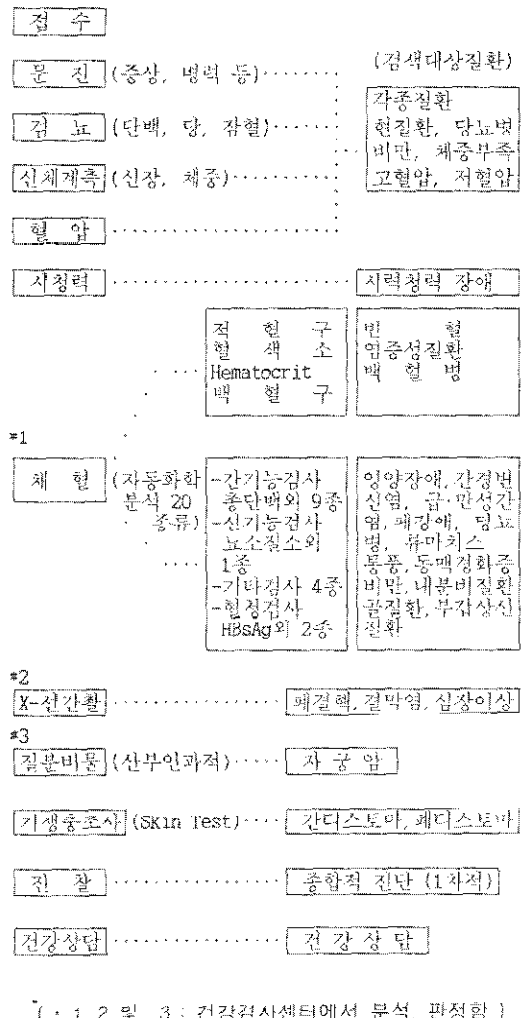 접 수
(검색대상질환)
문 진 (증상, 병력 등)
각종질환
검 뇨 (단백, 당, 잠혈)
현질환, 당뇨병
비만, 체중부족
신체계측 (신장, 체중)
고혈압, 저혈압
혈 압
시청력 시력청력 장애
적 혈 구 빈 혈
혈 색 소 염증성질환
Hematocrit 백 혈 병
백 혈 구
*1
채 혈 (자동화학 -간기능검사 영양장애, 간경변
분석 20 총단백외 9종 신염, 급·만성간
종류) -신기능검사 염, 폐장애, 당뇨
뇨소질소외 병, 류마치스
1종 통풍, 동맥경화증
-기타검사 4종 비만, 내분비질환
-혈청검사 골질환, 부갑상신
HBsAg외 2종 질환
*2
X-선간촬 폐결핵, 결막염, 심장이상
*3
질분비물 (산부인과적) 자 궁 암
기생충조사 (Skin Test) 간디스토마, 폐디스토마
진 찰 종합적 진단 (1차적)
건강상담 건 강 상 담
( * 1, 2 및 3 : 건강검사센터에서 분석 판정함 )